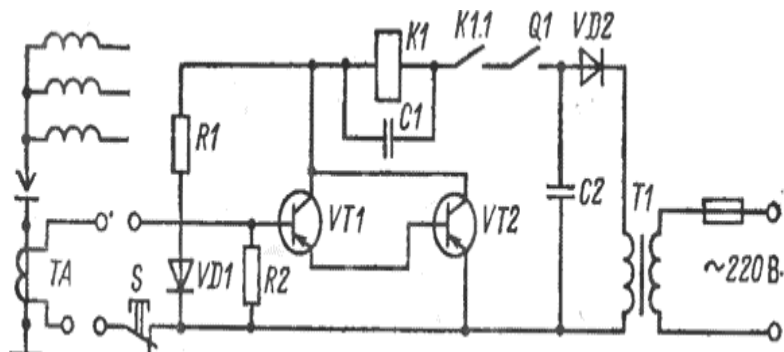 K1 K1.1 Q1 VD2
C1
R1
C2 T1
VT1 VT2
TA S VD1 R2 ~220 В